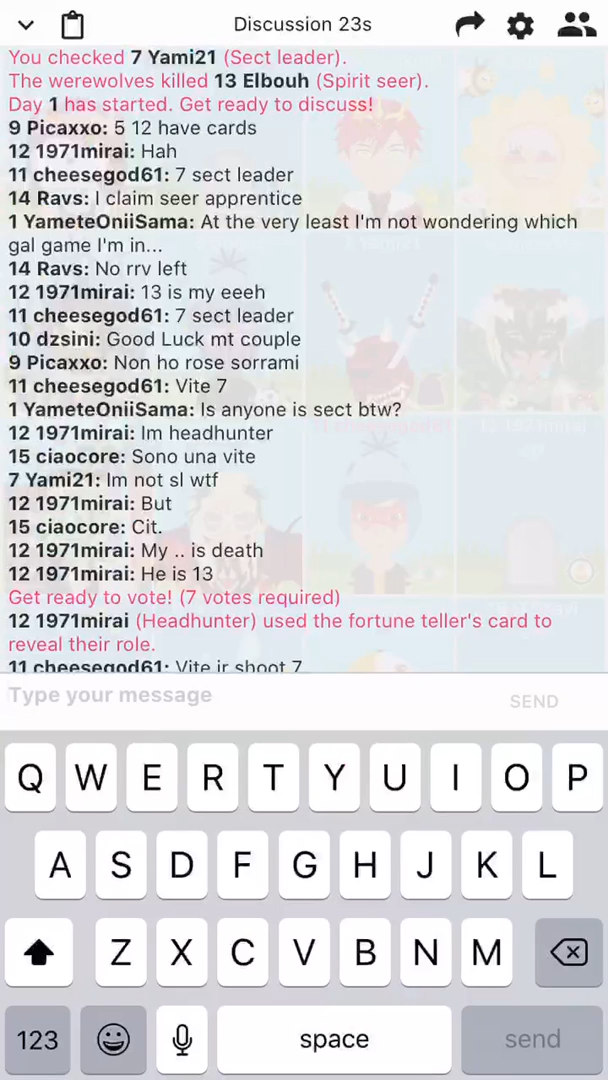 Discussion 23s
You checked 7 Yami21 (Sect leader).
The werewolves killed 13 Elbouh (Spirit seer).
Day 1 has started. Get ready to discuss!
9 Picaxxo: 5 12 have cards
12 1971mirai: Hah
11 cheesegod61: 7 sect leader
14 Ravs: I claim seer apprentice
1 YameteOniiSama: At the very least I'm not wondering which
gal game I'm in...
14 Ravs: No rrv left
12 1971mirai: 13 is my eeeh
11 cheesegod61: 7 sect leader
10 dzsini: Good Luck mt couple
9 Picaxxo: Non ho rose sorrami
11 cheesegod61: Vite 7
1 YameteOniiSama: Is anyone is sect btw?
12 1971mirai: Im headhunter
15 ciaocore: Sono una vite
7 Yami21: Im not sl wtf
12 1971mirai: But
15 ciaocore: Cit.
12 1971mirai: My .. is death
12 1971mirai: He is 13
Get ready to vote! (7 votes required)
12 1971mirai (Headhunter) used the fortune teller's card to
reveal their role.
11 cheesegod61: Vite ir shoot 7
Type your message
SEND
Q W E R T Y U I O P
A S D F G H J K L
Z X C V B N M
123 space send